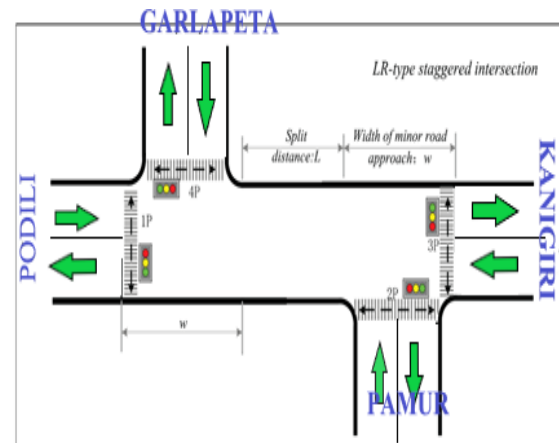 GARLAPETA
LR-type staggered intersection
Split
distance:L
Width of minor road
approach: w
4P
1P
3P
2P
w
PODILI
KANIGIRI
PAMUR